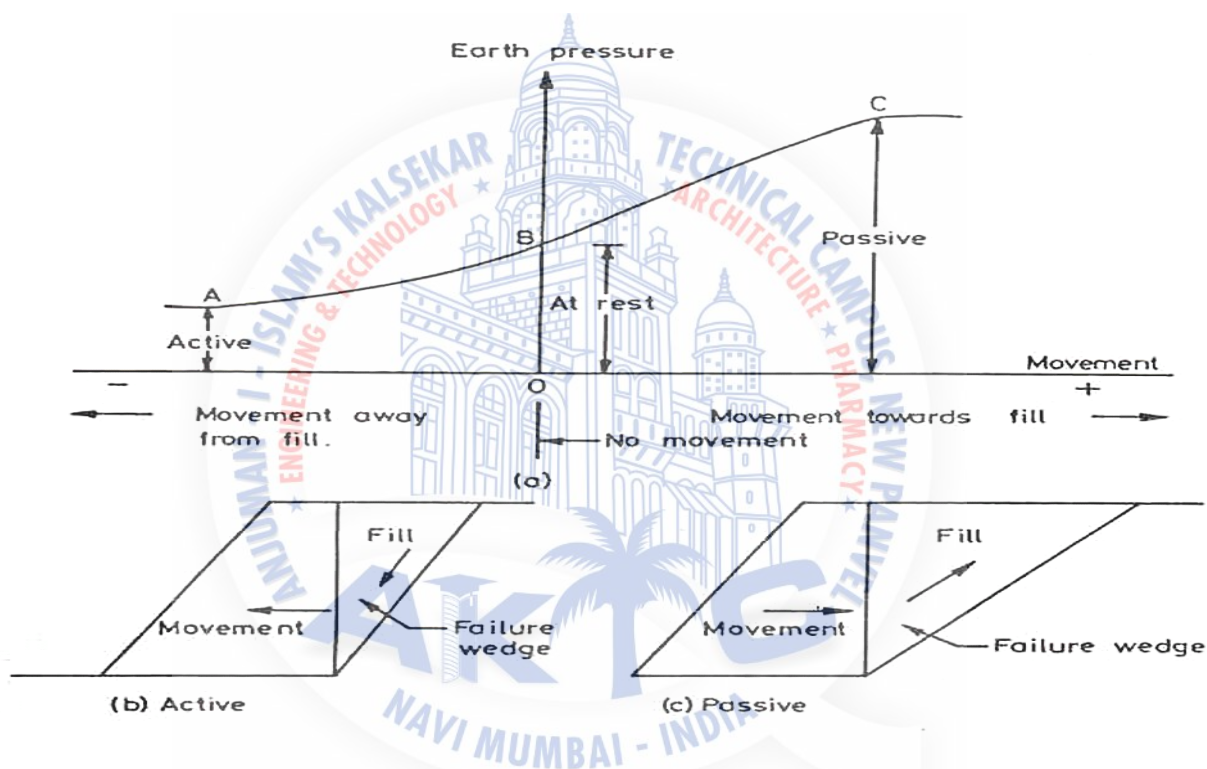 Earth pressure
C
B
Passive
A
At rest
Active
Movement
−
O
+
Movement away
from fill.
Movement towards fill
No movement
(a)
Fill
Movement
Failure
wedge
(b) Active
Fill
Movement
Failure wedge
(c) Passive
ANJUMAN - I - ISLAM'S KALSEKAR TECHNICAL CAMPUS, NEW PANVEL
★ ENGINEERING & TECHNOLOGY ★ ARCHITECTURE ★ PHARMACY ★
AKTC
NAVI MUMBAI - INDIA